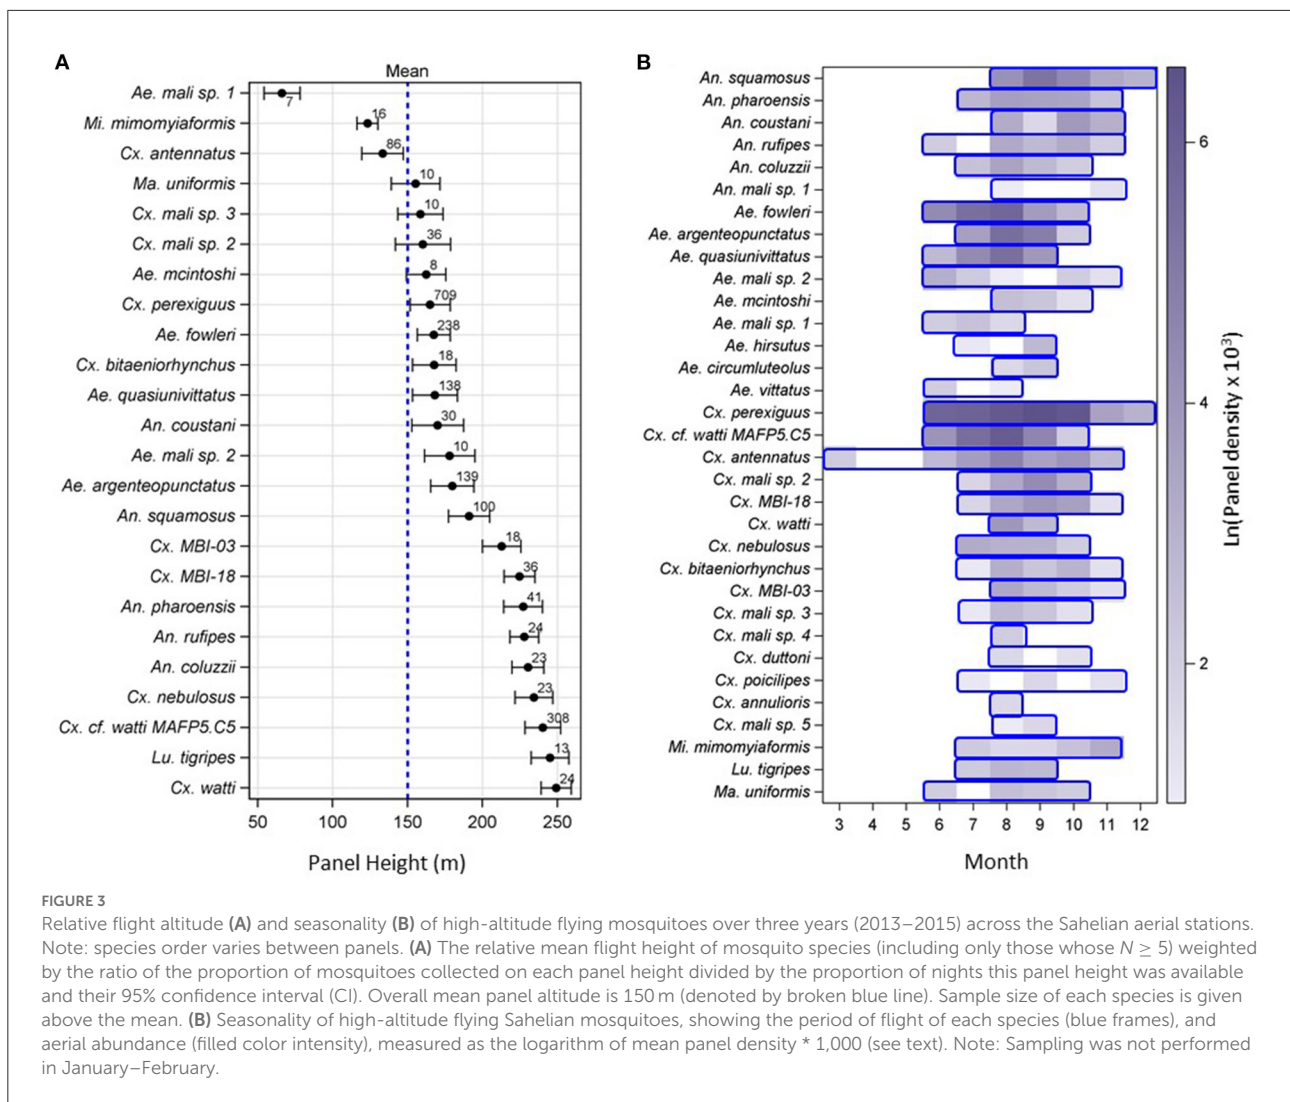 A
Mean
Ae. mali sp. 1
7
Mi. mimomyiaformis
16
Cx. antennatus
86
Ma. uniformis
10
Cx. mali sp. 3
10
Cx. mali sp. 2
36
Ae. mcintoshi
8
Cx. perexiguus
709
Ae. fowleri
238
Cx. bitaeniorhynchus
18
Ae. quasiunivittatus
138
An. coustani
30
Ae. mali sp. 2
10
Ae. argenteopunctatus
139
An. squamosus
100
Cx. MBI-03
18
Cx. MBI-18
36
An. pharoensis
41
An. rufipes
24
An. coluzzii
23
Cx. nebulosus
23
Cx. cf. watti MAFP5.C5
308
Lu. tigripes
13
Cx. watti
24
50 100 150 200 250
Panel Height (m)
B
An. squamosus
An. pharoensis
An. coustani
An. rufipes
An. coluzzii
An. mali sp. 1
Ae. fowleri
Ae. argenteopunctatus
Ae. quasiunivittatus
Ae. mali sp. 2
Ae. mcintoshi
Ae. mali sp. 1
Ae. hirsutus
Ae. circumluteolus
Ae. vittatus
Cx. perexiguus
Cx. cf. watti MAFP5.C5
Cx. antennatus
Cx. mali sp. 2
Cx. MBI-18
Cx. watti
Cx. nebulosus
Cx. bitaeniorhynchus
Cx. MBI-03
Cx. mali sp. 3
Cx. mali sp. 4
Cx. duttoni
Cx. poicilipes
Cx. annulioris
Cx. mali sp. 5
Mi. mimomyiaformis
Lu. tigripes
Ma. uniformis
3 4 5 6 7 8 9 10 11 12
Month
6
4
2
Ln(Panel density x 10³)
FIGURE 3
Relative flight altitude (A) and seasonality (B) of high-altitude flying mosquitoes over three years (2013–2015) across the Sahelian aerial stations.
Note: species order varies between panels. (A) The relative mean flight height of mosquito species (including only those whose N ≥ 5) weighted
by the ratio of the proportion of mosquitoes collected on each panel height divided by the proportion of nights this panel height was available
and their 95% confidence interval (CI). Overall mean panel altitude is 150 m (denoted by broken blue line). Sample size of each species is given
above the mean. (B) Seasonality of high-altitude flying Sahelian mosquitoes, showing the period of flight of each species (blue frames), and
aerial abundance (filled color intensity), measured as the logarithm of mean panel density * 1,000 (see text). Note: Sampling was not performed
in January–February.